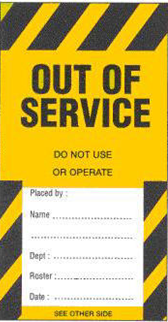 OUT OF
SERVICE
DO NOT USE
OR OPERATE
Placed by :
Name ..............................
........................................
Dept : ..............................
Roster : ...........................
Date : ..............................
SEE OTHER SIDE